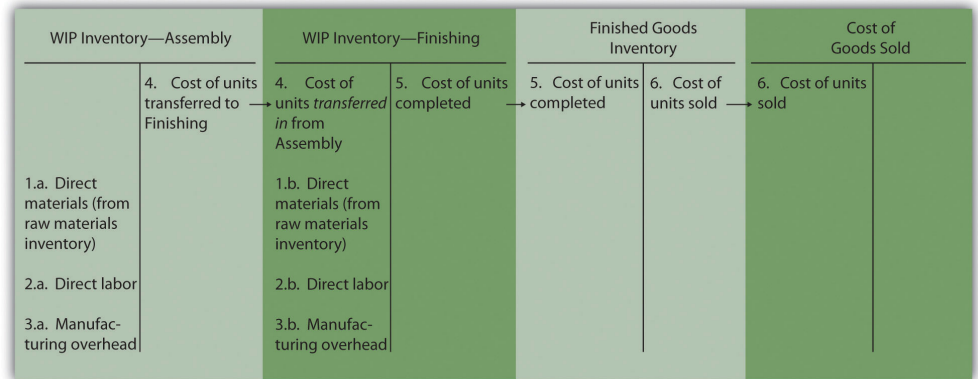 WIP Inventory—Assembly
4. Cost of units
transferred to
Finishing
1.a. Direct
materials (from
raw materials
inventory)
2.a. Direct labor
3.a. Manufac-
turing overhead
WIP Inventory—Finishing
4. Cost of
units transferred
in from
Assembly
1.b. Direct
materials (from
raw materials
inventory)
2.b. Direct labor
3.b. Manufac-
turing overhead
5. Cost of units
completed
Finished Goods
Inventory
5. Cost of units
completed
6. Cost of
units sold
Cost of
Goods Sold
6. Cost of units
sold